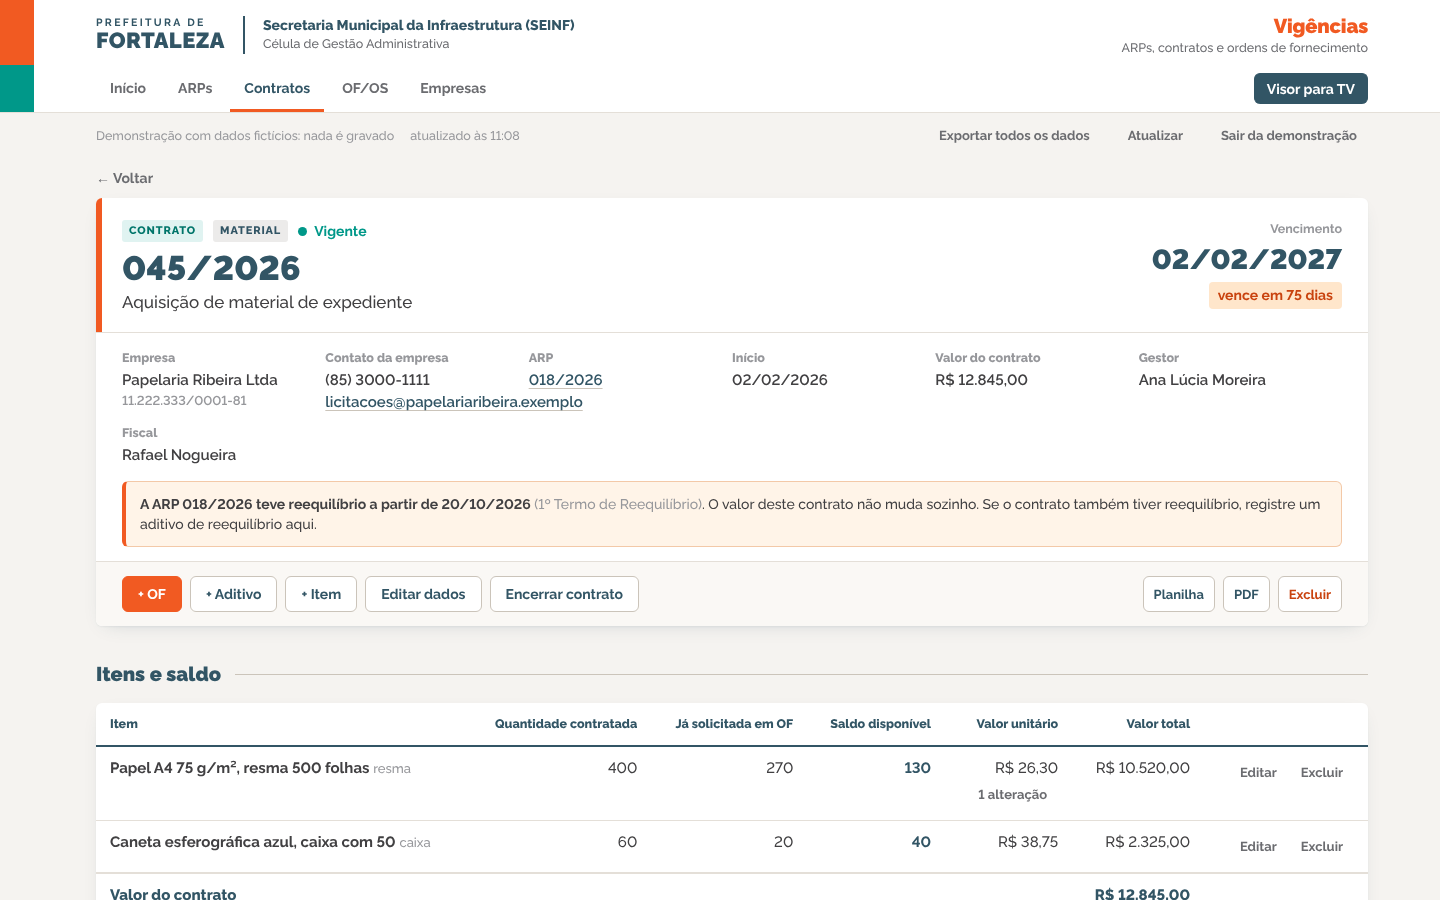 PREFEITURA DE
FORTALEZA
Secretaria Municipal da Infraestrutura (SEINF)
Célula de Gestão Administrativa
Vigências
ARPs, contratos e ordens de fornecimento
Início ARPs Contratos OF/OS Empresas
Visor para TV
Demonstração com dados fictícios: nada é gravado atualizado às 11:08
Exportar todos os dados Atualizar Sair da demonstração
← Voltar
CONTRATO MATERIAL ● Vigente
045/2026
Aquisição de material de expediente
Vencimento
02/02/2027
vence em 75 dias
Empresa
Papelaria Ribeira Ltda
11.222.333/0001-81
Contato da empresa
(85) 3000-1111
licitacoes@papelariaribeira.exemplo
ARP
018/2026
Início
02/02/2026
Valor do contrato
R$ 12.845,00
Gestor
Ana Lúcia Moreira
Fiscal
Rafael Nogueira
A ARP 018/2026 teve reequilíbrio a partir de 20/10/2026 (1º Termo de Reequilíbrio). O valor deste contrato não muda sozinho. Se o contrato também tiver reequilíbrio, registre um
aditivo de reequilíbrio aqui.
+ OF + Aditivo + Item Editar dados Encerrar contrato Planilha PDF Excluir
Itens e saldo
Item Quantidade contratada Já solicitada em OF Saldo disponível Valor unitário Valor total
Papel A4 75 g/m², resma 500 folhas resma 400 270 130 R$ 26,30 R$ 10.520,00 Editar Excluir
1 alteração
Caneta esferográfica azul, caixa com 50 caixa 60 20 40 R$ 38,75 R$ 2.325,00 Editar Excluir
Valor do contrato R$ 12.845,00